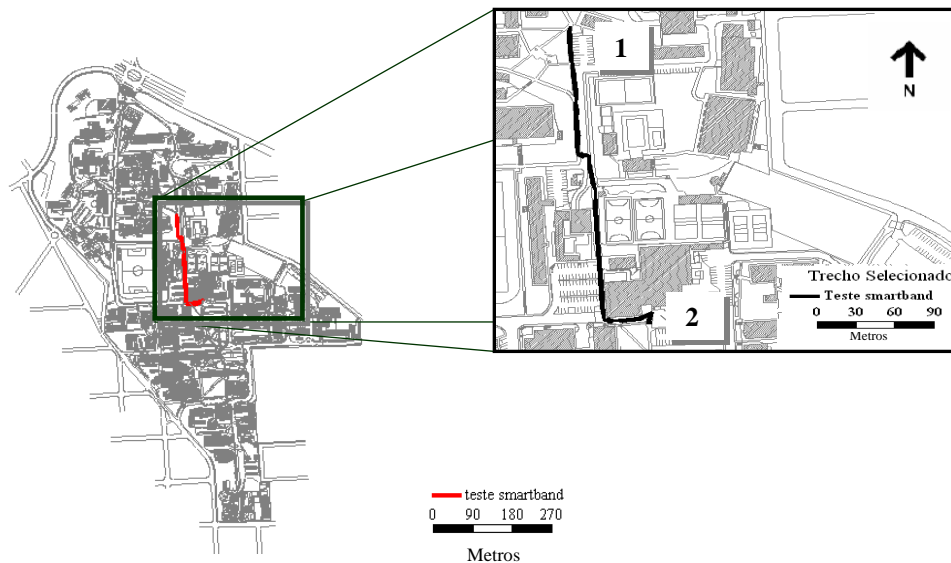 1
N
2
Trecho Selecionado
Teste smartband
0 30 60 90
Metros
teste smartband
0 90 180 270
Metros